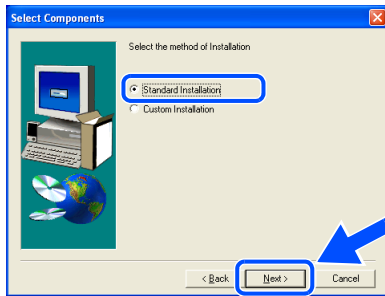 Select Components
Select the method of Installation
Standard Installation
Custom Installation
< Back
Next >
Cancel